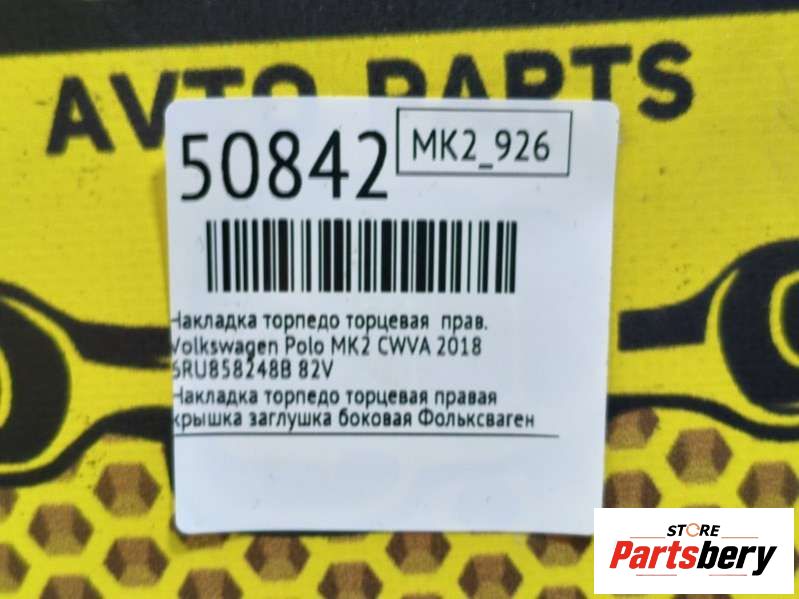 AVTO PARTS
50842
MK2_926
Накладка торпедо торцевая прав.
Volkswagen Polo MK2 CWVA 2018
6RU858248B 82V
Накладка торпедо торцевая правая
крышка заглушка боковая Фольксваген
STORE
Partsbery